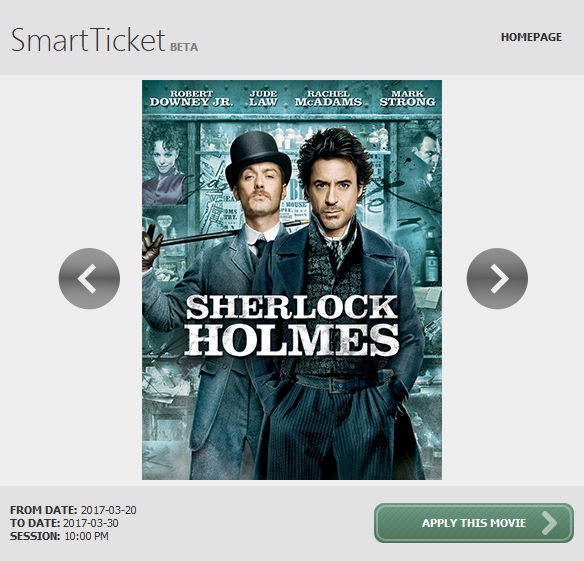 SmartTicket BETA
HOMEPAGE
ROBERT DOWNEY JR.
JUDE LAW
RACHEL McADAMS
MARK STRONG
SHERLOCK
HOLMES
FROM DATE: 2017-03-20
TO DATE: 2017-03-30
SESSION: 10:00 PM
APPLY THIS MOVIE